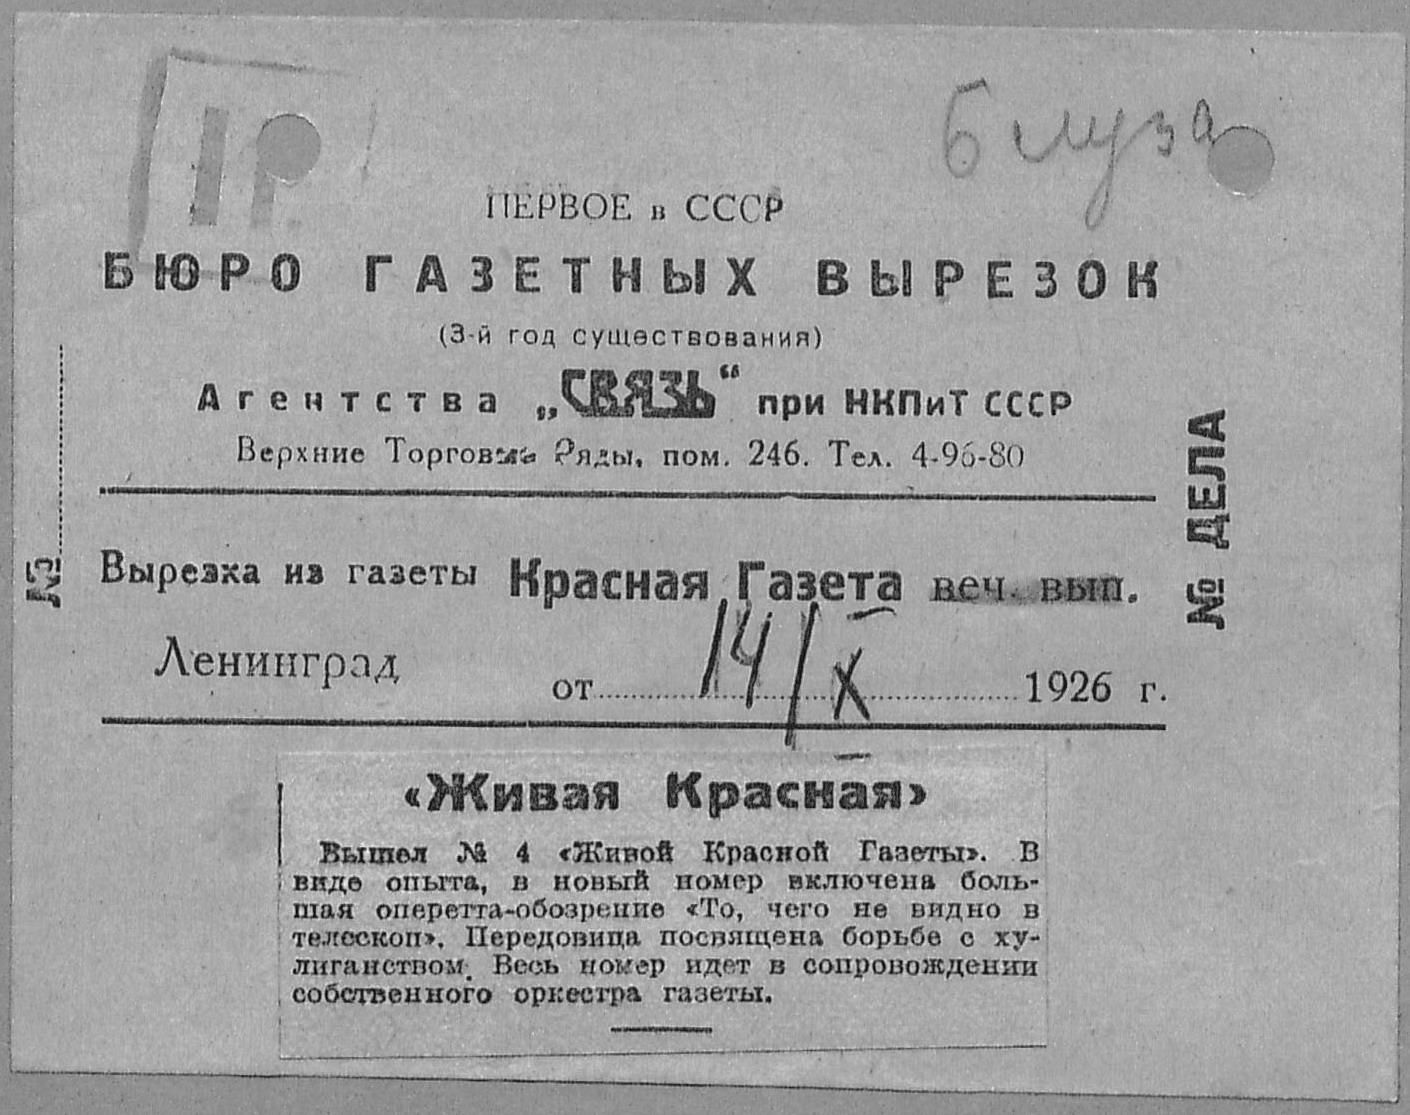 Блуза
ПЕРВОЕ в СССР
БЮРО ГАЗЕТНЫХ ВЫРЕЗОК
(3-й год существования)
Агентства „СВЯЗЬ“ при НКПиТ СССР
Верхние Торговые Ряды, пом. 246. Тел. 4-96-80
№
№ ДЕЛА
Вырезка из газеты Красная Газета веч. вып.
Ленинград
от 14/X 1926 г.
«Живая Красная»
Вышел № 4 «Живой Красной Газеты». В
виде опыта, в новый номер включена боль-
шая оперетта-обозрение «То, чего не видно в
телескоп». Передовица посвящена борьбе с ху-
лиганством. Весь номер идет в сопровождении
собственного оркестра газеты.